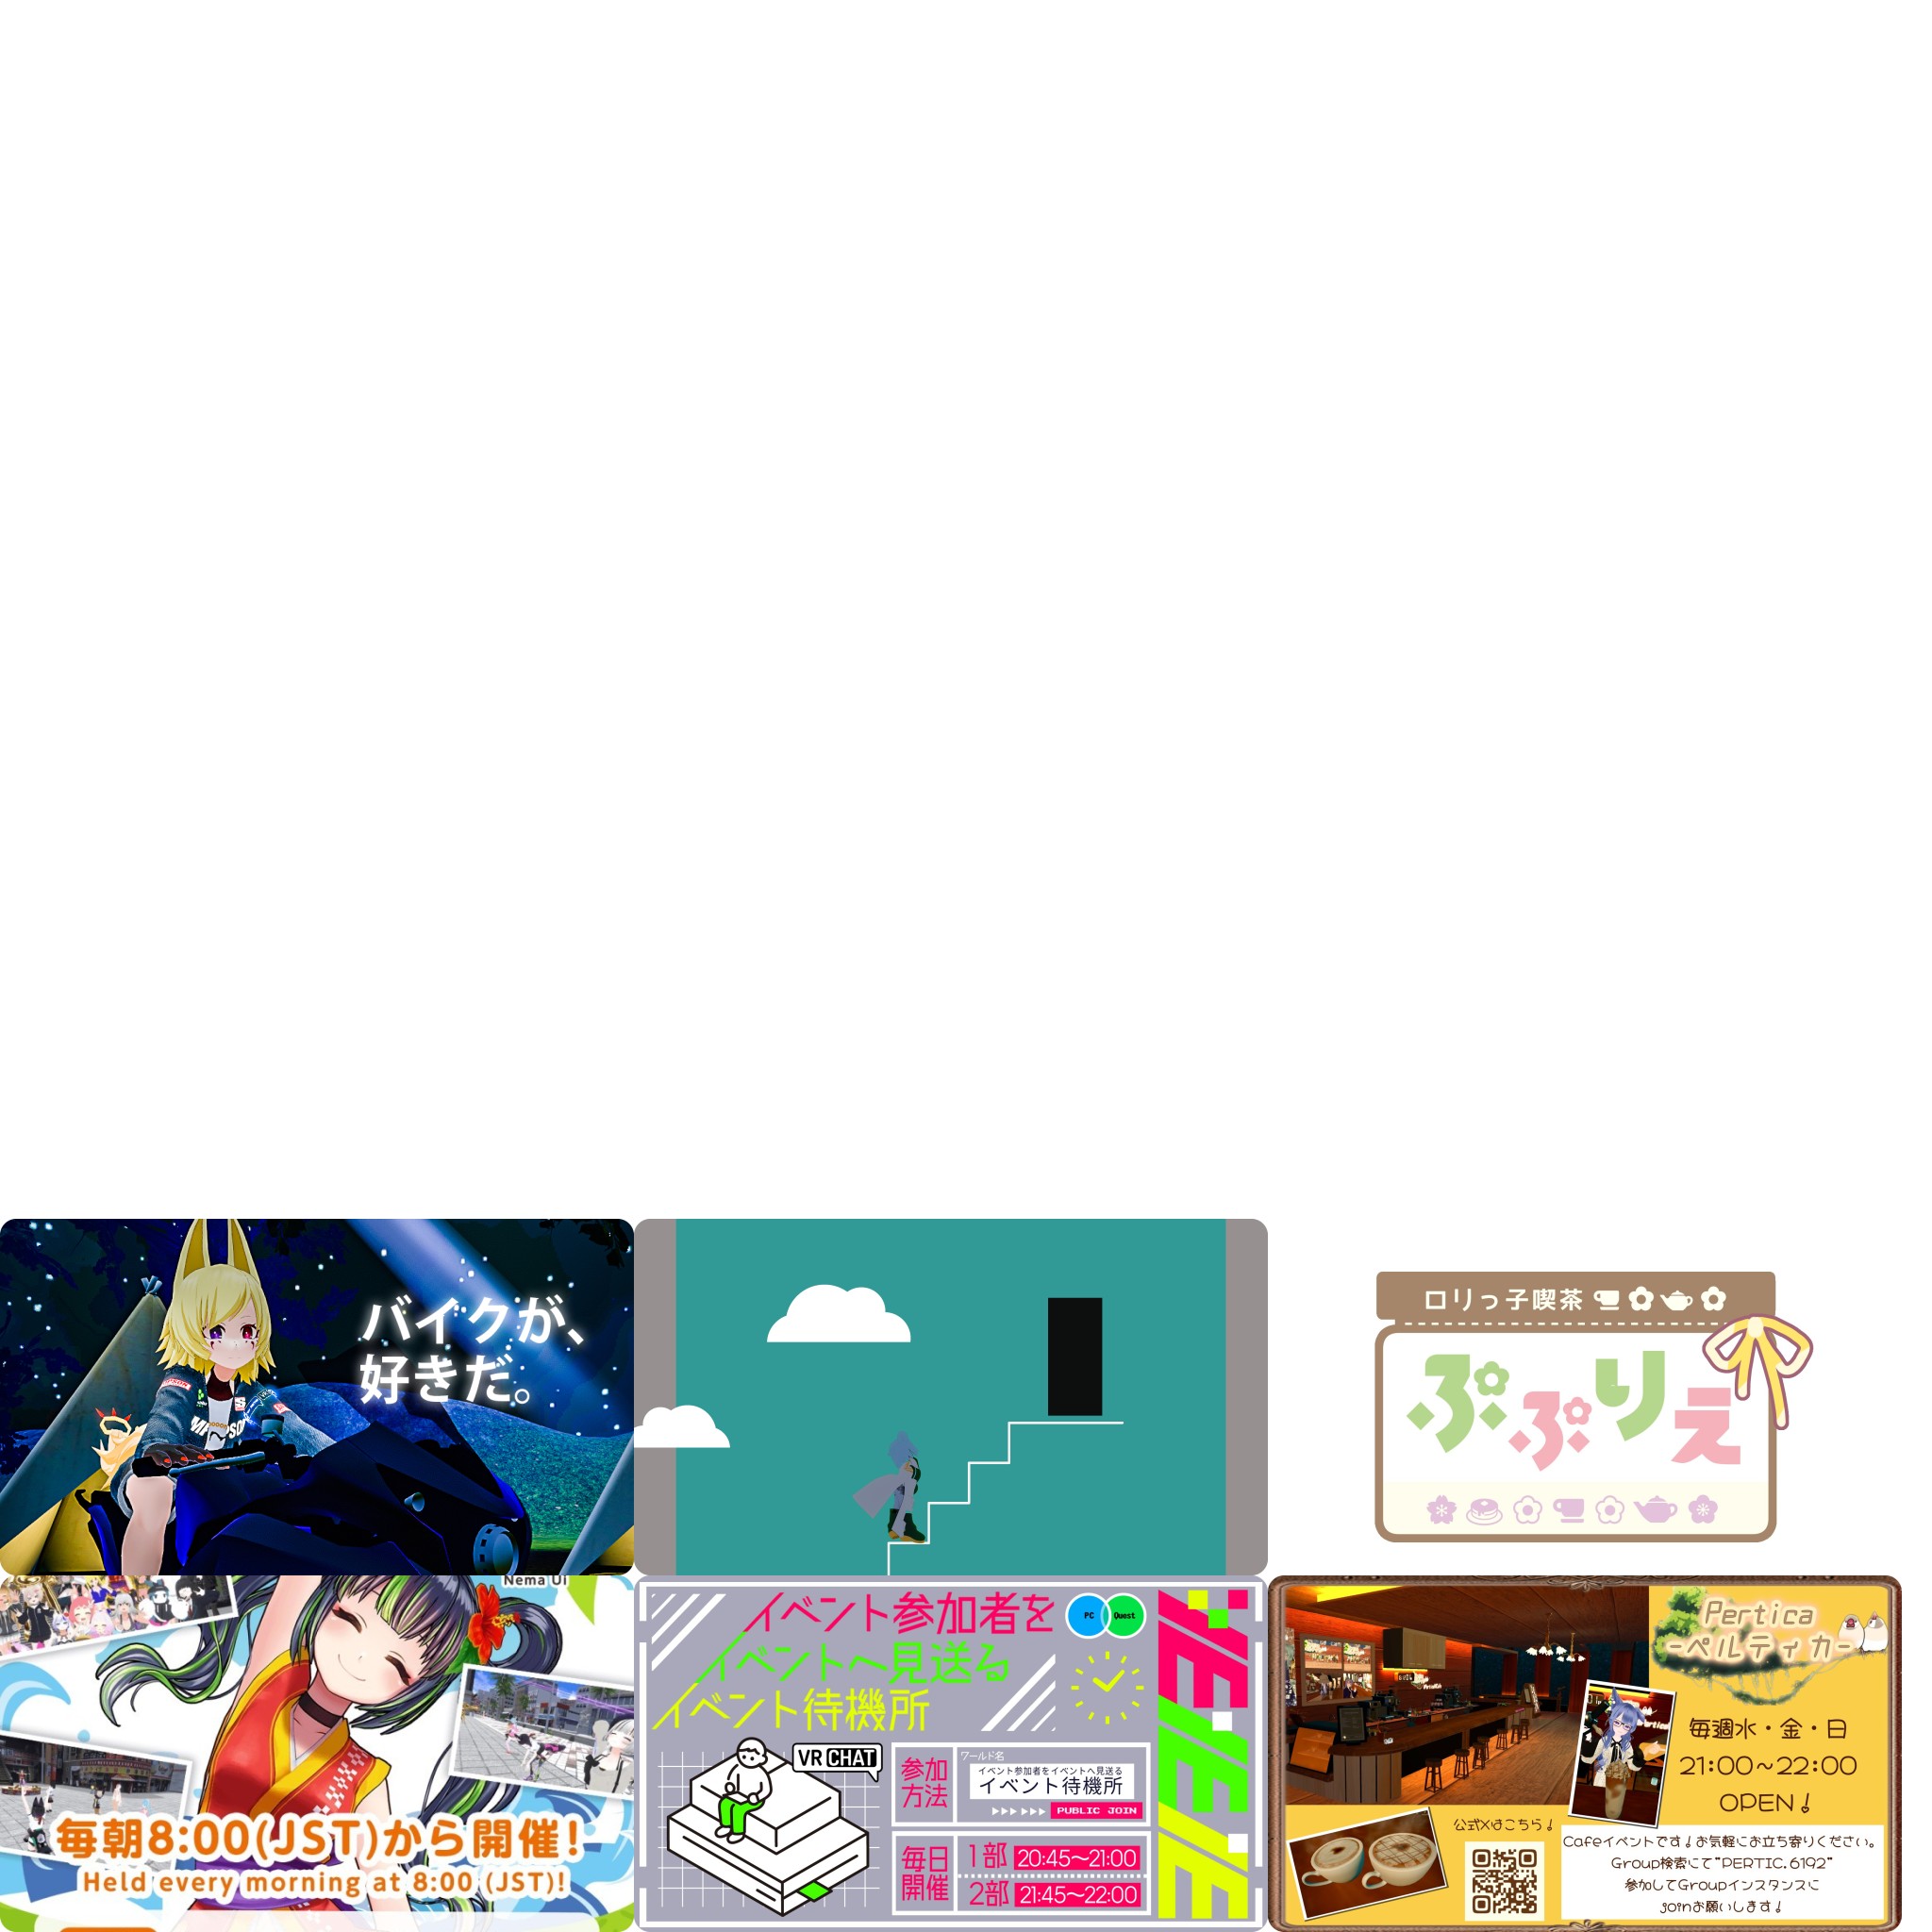 バイクが、
好きだ。
ロリっ子喫茶
ぷぷりえ
Nema Ui
毎朝8:00(JST)から開催!
Held every morning at 8:00 (JST)!
イベント参加者を
イベントへ見送る
イベント待機所
PC
Quest
VRCHAT
参加
方法
ワールド名
イベント参加者をイベントへ見送る
イベント待機所
PUBLIC JOIN
毎日
開催
1部 20:45〜21:00
2部 21:45〜22:00
Pertica
-ペルティカ-
毎週水・金・日
21:00~22:00
OPEN!
公式Xはこちら!
Cafeイベントです!お気軽にお立ち寄りください。
Group検索にて"PERTIC.6192"
参加してGroupインスタンスに
joinお願いします!